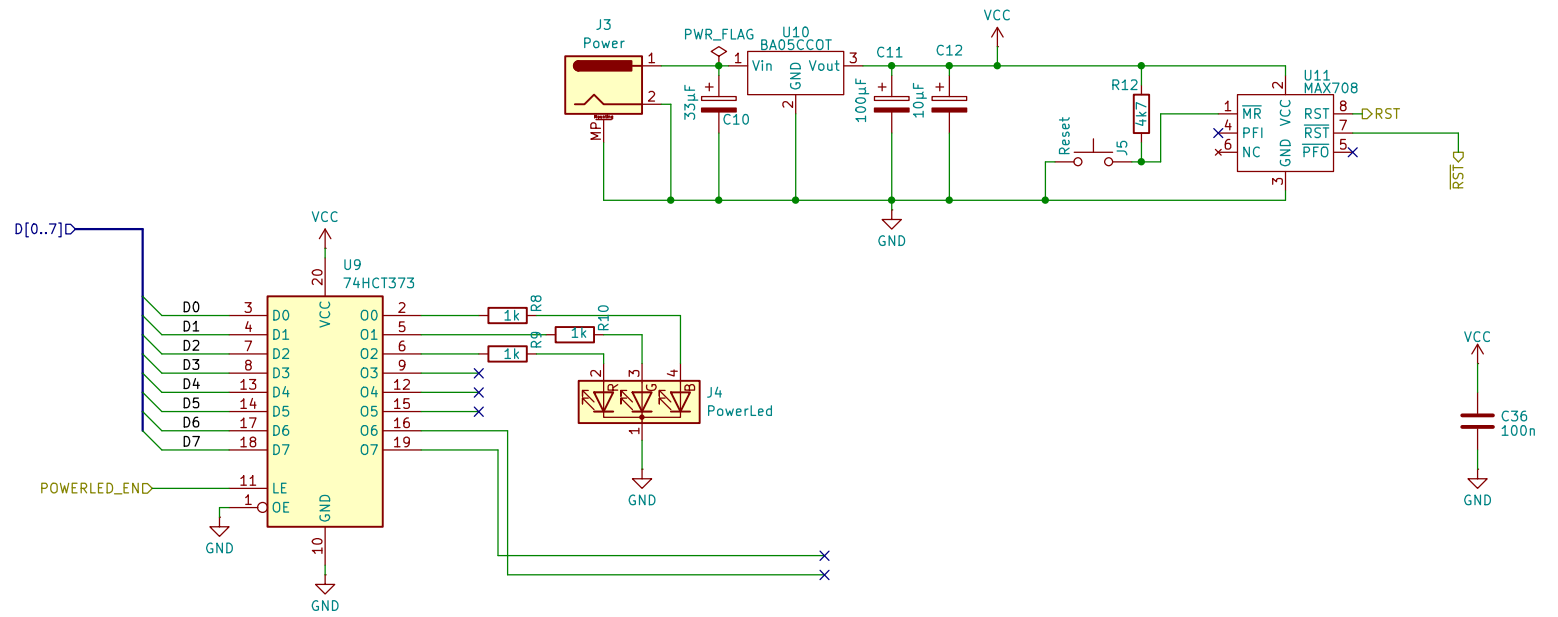 J3
Power
1
2
MP
PWR_FLAG
33µF
+
C10
U10
BA05CCOT
1
Vin
Vout
3
GND
2
C11
+
100µF
C12
+
10µF
VCC
GND
R12
4k7
Reset
J5
U11
MAX708
2
VCC
1
MR
4
PFI
6
NC
GND
3
RST
8
RST
7
PFO
5
RST
RST
D[0..7]
VCC
20
U9
74HCT373
VCC
D0
3
D0
D1
4
D1
D2
7
D2
D3
8
D3
D4
13
D4
D5
14
D5
D6
17
D6
D7
18
D7
POWERLED_EN
11
LE
1
OE
GND
GND
10
GND
O0
2
O1
5
O2
6
O3
9
O4
12
O5
15
O6
16
O7
19
1k
R8
1k
R10
1k
R9
2
3
4
R
G
B
J4
PowerLed
1
GND
VCC
C36
100n
GND